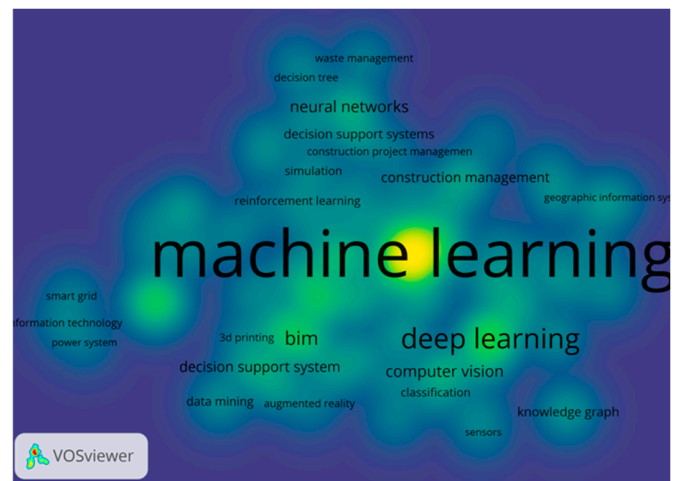 waste management
decision tree
neural networks
decision support systems
construction project managemen
simulation
construction management
reinforcement learning
geographic information sys
machine learning
smart grid
nformation technology
power system
3d printing
bim
deep learning
decision support system
computer vision
classification
data mining
augmented reality
knowledge graph
sensors
VOSviewer